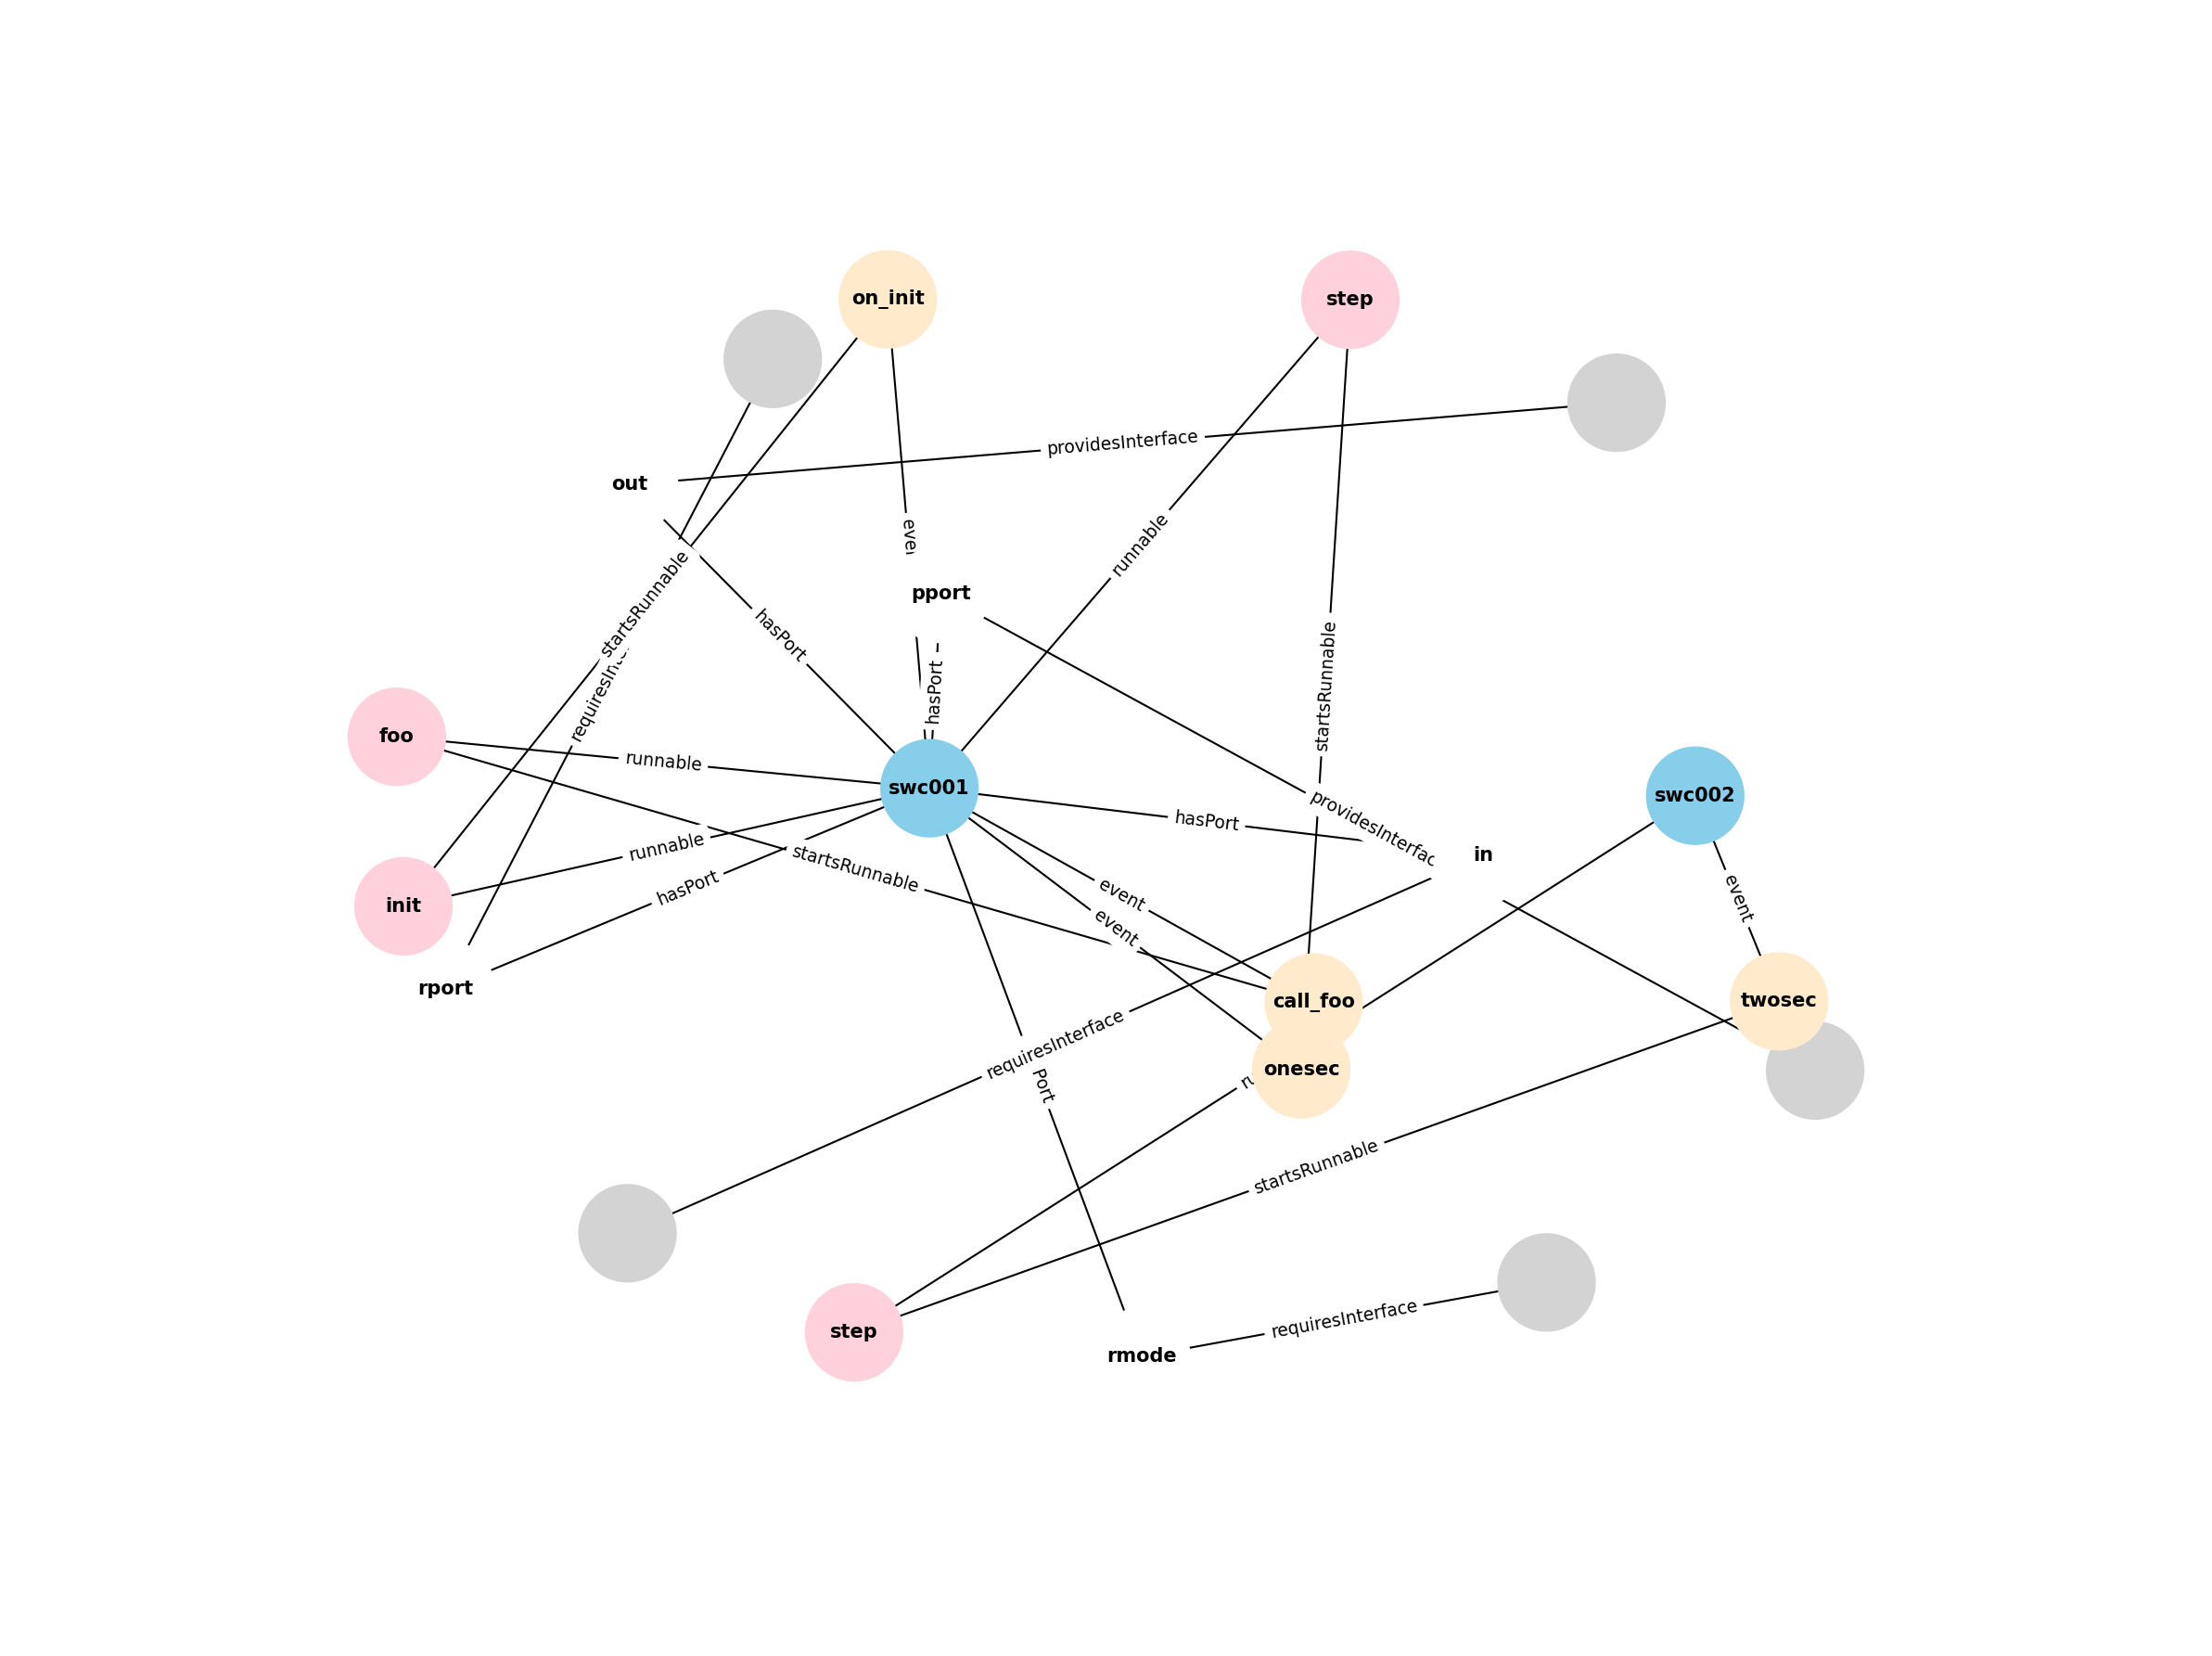 on_init
step
providesInterface
out
runnable
startsRunnable
pport
hasPort
hasPort
startsRunnable
requiresInte
foo
runnable
swc001
swc002
hasPort
providesInterfac
in
runnable
startsRunnable
hasPort
event
event
event
init
rport
call_foo
twosec
requiresInterface
Port
onesec
startsRunnable
step
requiresInterface
rmode